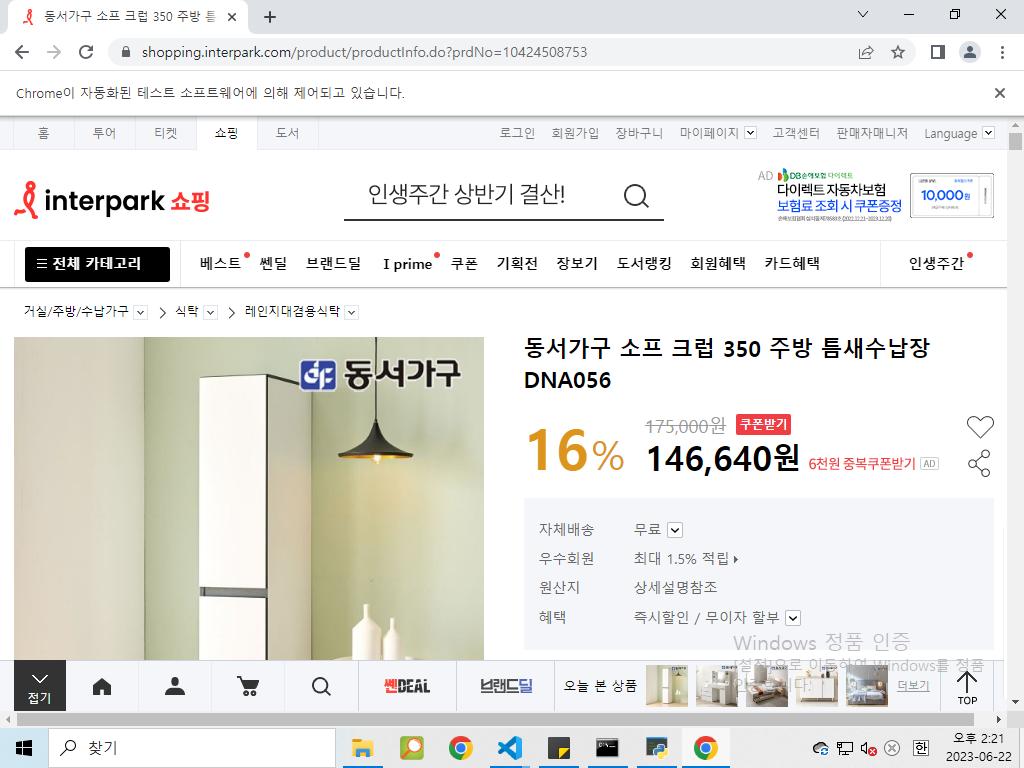 동서가구 소프 크럽 350 주방 틈
shopping.interpark.com/product/productInfo.do?prdNo=10424508753
Chrome이 자동화된 테스트 소프트웨어에 의해 제어되고 있습니다.
홈 투어 티켓 쇼핑 도서 로그인 회원가입 장바구니 마이페이지 고객센터 판매자매니저 Language
interpark 쇼핑
인생주간 상반기 결산!
AD DB손해보험 다이렉트
다이렉트 자동차보험
보험료 조회 시 쿠폰증정
10,000원
전체 카테고리 베스트 쎈딜 브랜드딜 I prime 쿠폰 기획전 장보기 도서랭킹 회원혜택 카드혜택 인생주간
거실/주방/수납가구 식탁 레인지대겸용식탁
동서가구
동서가구 소프 크럽 350 주방 틈새수납장
DNA056
16% 175,000원 쿠폰받기
146,640원 6천원 중복쿠폰받기 AD
자체배송 무료
우수회원 최대 1.5% 적립
원산지 상세설명참조
혜택 즉시할인 / 무이자 할부
Windows 정품 인증
[설정]으로 이동하여 Windows를 정품
접기 쎈DEAL 브랜드딜 오늘 본 상품 더보기 TOP
찾기
한
오후 2:21
2023-06-22